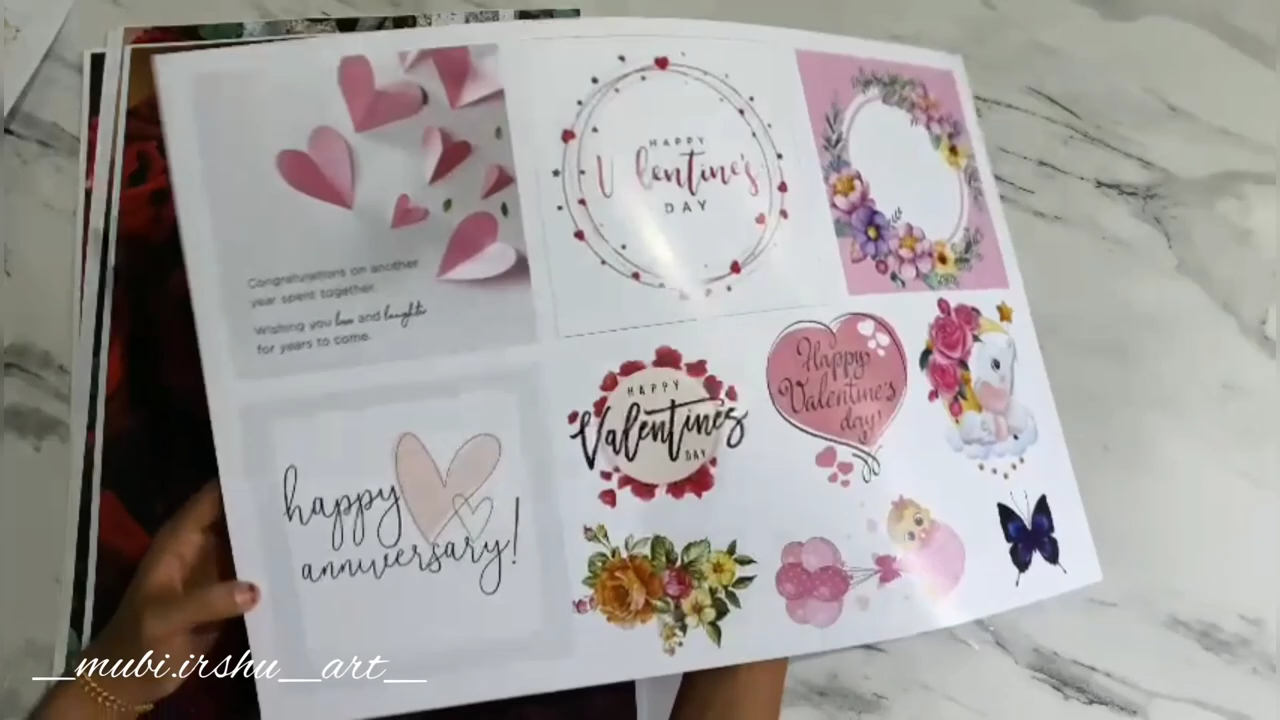 Congratulations on another
year spent together.
Wishing you love and laughter
for years to come.
HAPPY
Valentine's
DAY
happy
anniversary!
HAPPY
Valentines
DAY
Happy
Valentine's
day!
__mubi.irshu__art__